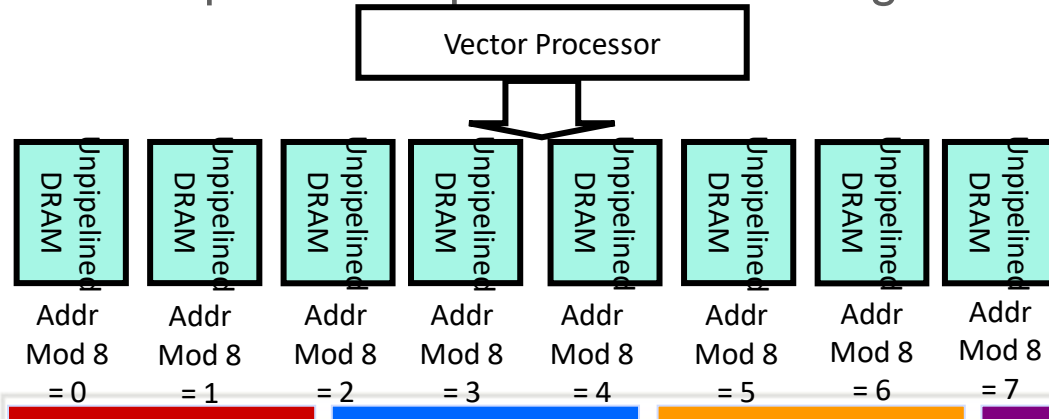 Vector Processor
Unpipelined
DRAM
Unpipelined
DRAM
Unpipelined
DRAM
Unpipelined
DRAM
Unpipelined
DRAM
Unpipelined
DRAM
Unpipelined
DRAM
Unpipelined
DRAM
Addr
Mod 8
= 0
Addr
Mod 8
= 1
Addr
Mod 8
= 2
Addr
Mod 8
= 3
Addr
Mod 8
= 4
Addr
Mod 8
= 5
Addr
Mod 8
= 6
Addr
Mod 8
= 7